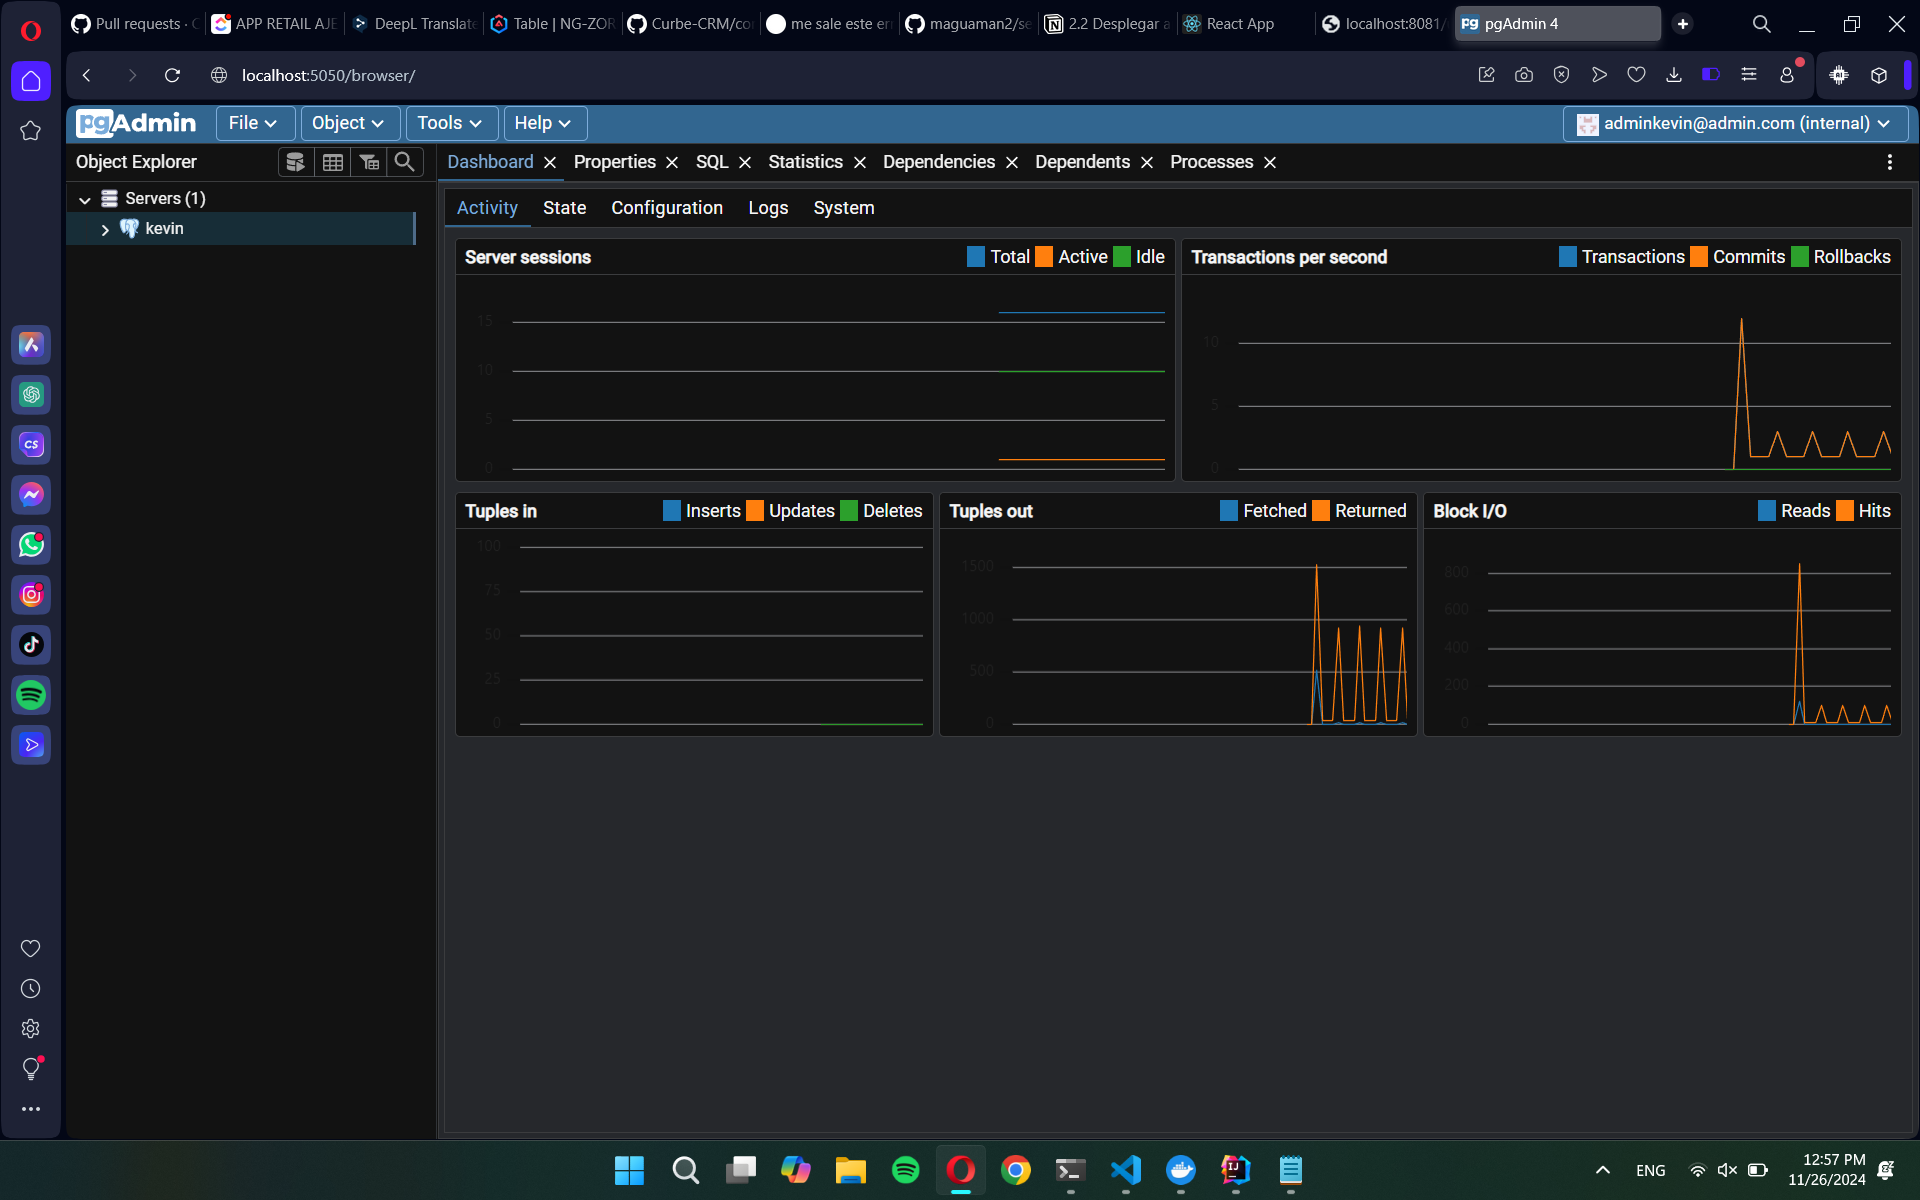 Pull requests · C
APP RETAIL AJE
DeepL Translate
Table | NG-ZOR
Curbe-CRM/co
me sale este er
maguaman2/se
2.2 Desplegar a
React App
localhost:8081/
pg pgAdmin 4
localhost:5050/browser/
pgAdmin
File
Object
Tools
Help
adminkevin@admin.com (internal)
Object Explorer
Dashboard
Properties
SQL
Statistics
Dependencies
Dependents
Processes
Servers (1)
kevin
Activity
State
Configuration
Logs
System
Server sessions
Total
Active
Idle
15
10
5
0
Transactions per second
Transactions
Commits
Rollbacks
10
5
0
Tuples in
Inserts
Updates
Deletes
100
75
50
25
0
Tuples out
Fetched
Returned
1500
1000
500
0
Block I/O
Reads
Hits
800
600
400
200
0
CS
IJ
ENG
12:57 PM
11/26/2024